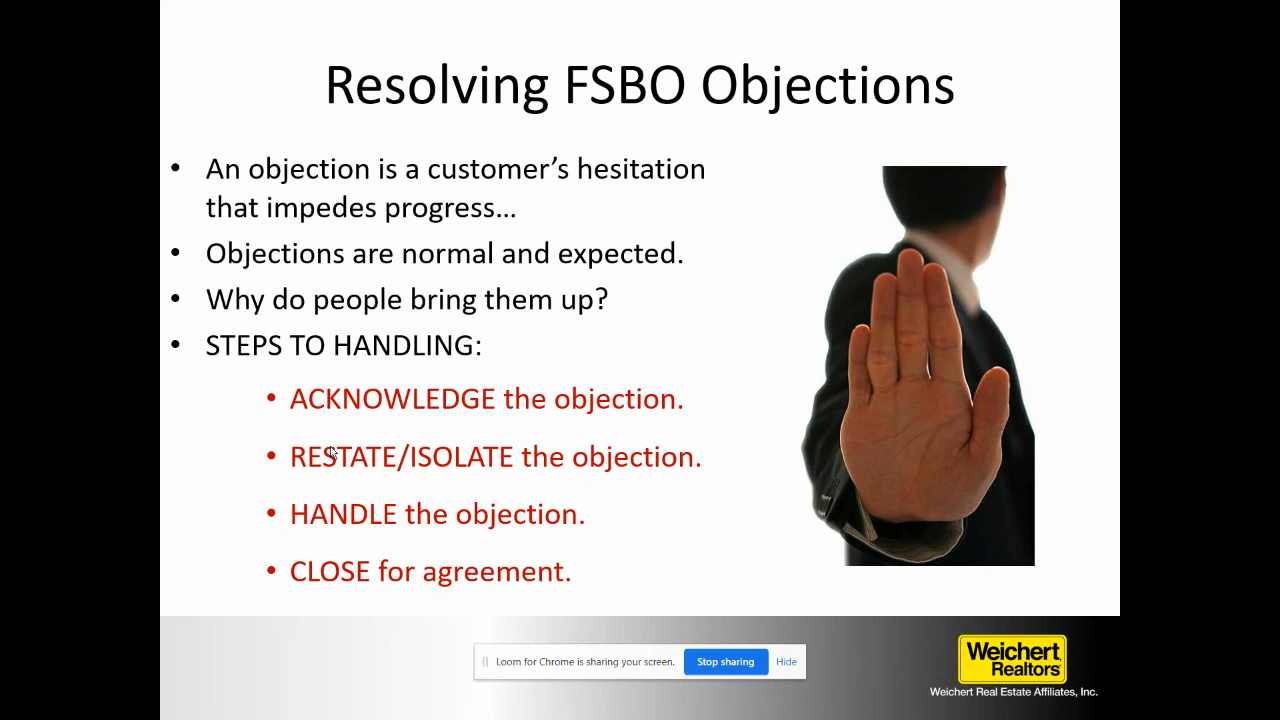 Resolving FSBO Objections
• An objection is a customer’s hesitation
that impedes progress…
• Objections are normal and expected.
• Why do people bring them up?
• STEPS TO HANDLING:
• ACKNOWLEDGE the objection.
• RESTATE/ISOLATE the objection.
• HANDLE the objection.
• CLOSE for agreement.
Loom for Chrome is sharing your screen. Stop sharing Hide
Weichert
Realtors
Weichert Real Estate Affiliates, Inc.